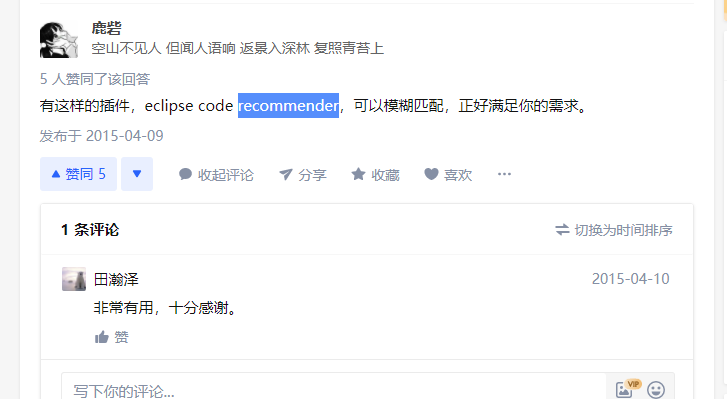 鹿砦
空山不见人 但闻人语响 返景入深林 复照青苔上
5 人赞同了该回答
有这样的插件，eclipse code recommender，可以模糊匹配，正好满足你的需求。
发布于 2015-04-09
赞同 5 收起评论 分享 收藏 喜欢 ···
1 条评论 切换为时间排序
田瀚泽 2015-04-10
非常有用，十分感谢。
赞
写下你的评论... VIP